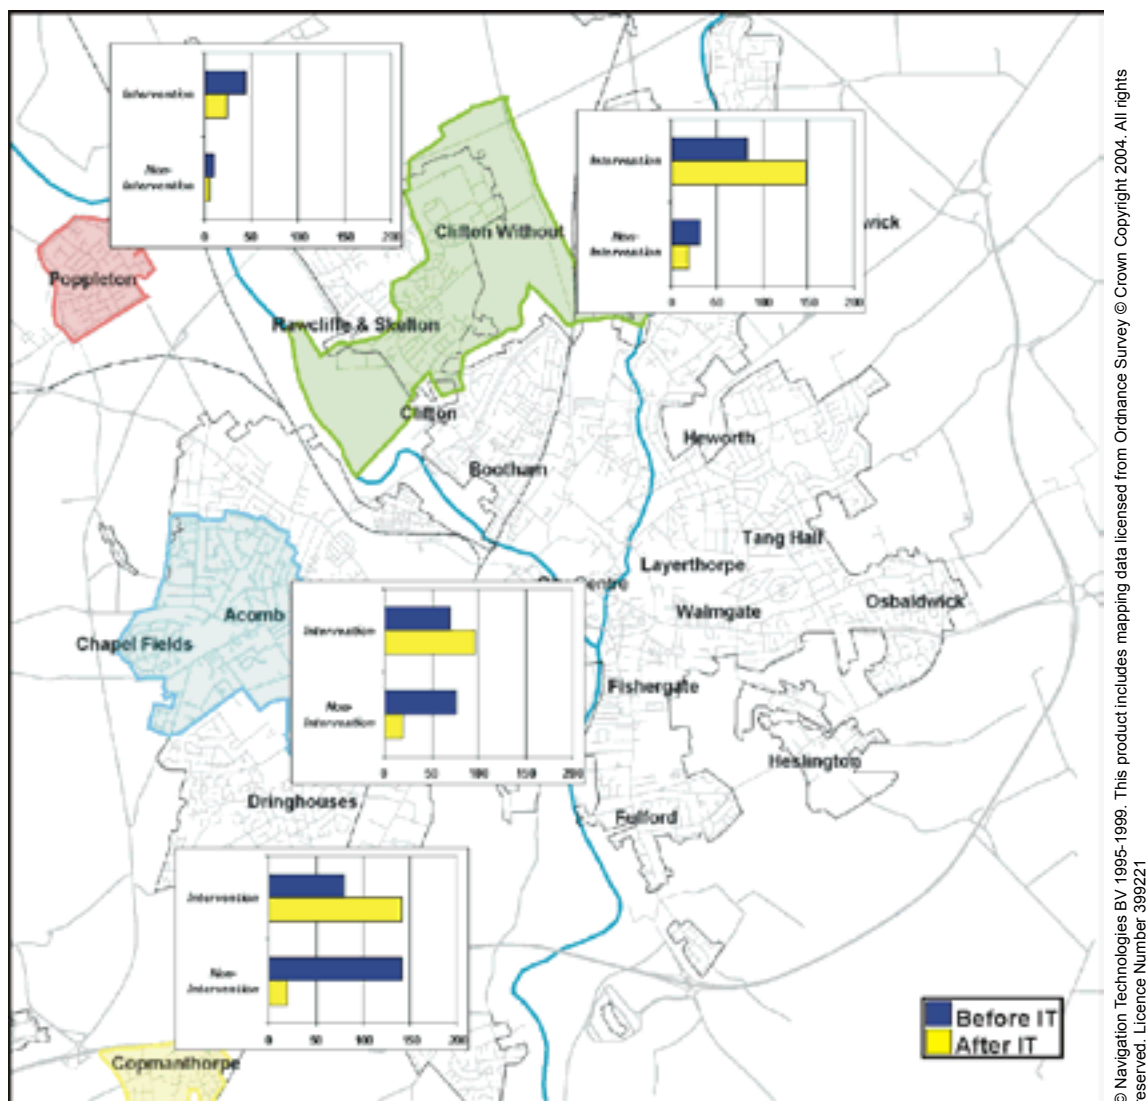 Intervention
Non-
Intervention
0 50 100 150 200
Intervention
Non-
Intervention
0 50 100 150 200
wick
Clifton Without
Poppleton
Rawcliffe & Skelton
Clifton
Heworth
Bootham
Tang Hall
Layerthorpe
Centre
Osbaldwick
Walmgate
Acomb
Chapel Fields
Intervention
Non-
Intervention
0 50 100 150 200
Fishergate
Heslington
Dringhouses
Fulford
Intervention
Non-
Intervention
0 50 100 150 200
Copmanthorpe
Before IT
After IT
© Navigation Technologies BV 1995-1999. This product includes mapping data licensed from Ordnance Survey © Crown Copyright 2004. All rights
reserved. Licence Number 399221